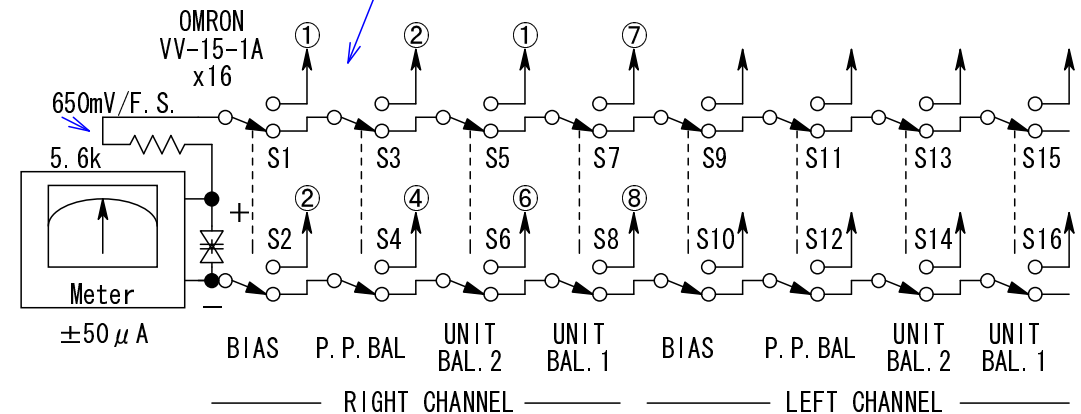 OMRON
VV-15-1A
x16
① ② ① ⑦
650mV/F.S.
5.6k
S1 S3 S5 S7 S9 S11 S13 S15
② ④ ⑥ ⑧
+
S2 S4 S6 S8 S10 S12 S14 S16
Meter
−
±50μA
BIAS P.P.BAL UNIT BAL.2 UNIT BAL.1 BIAS P.P.BAL UNIT BAL.2 UNIT BAL.1
RIGHT CHANNEL LEFT CHANNEL